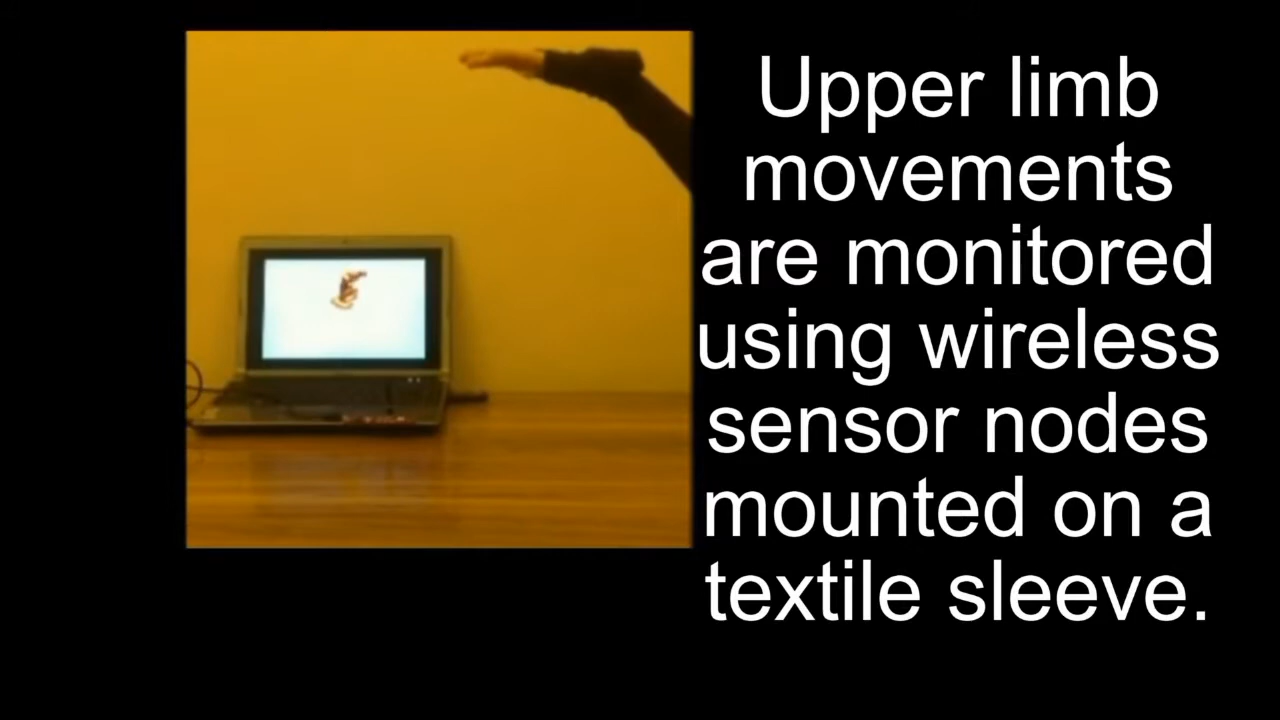 Upper limb
movements
are monitored
using wireless
sensor nodes
mounted on a
textile sleeve.